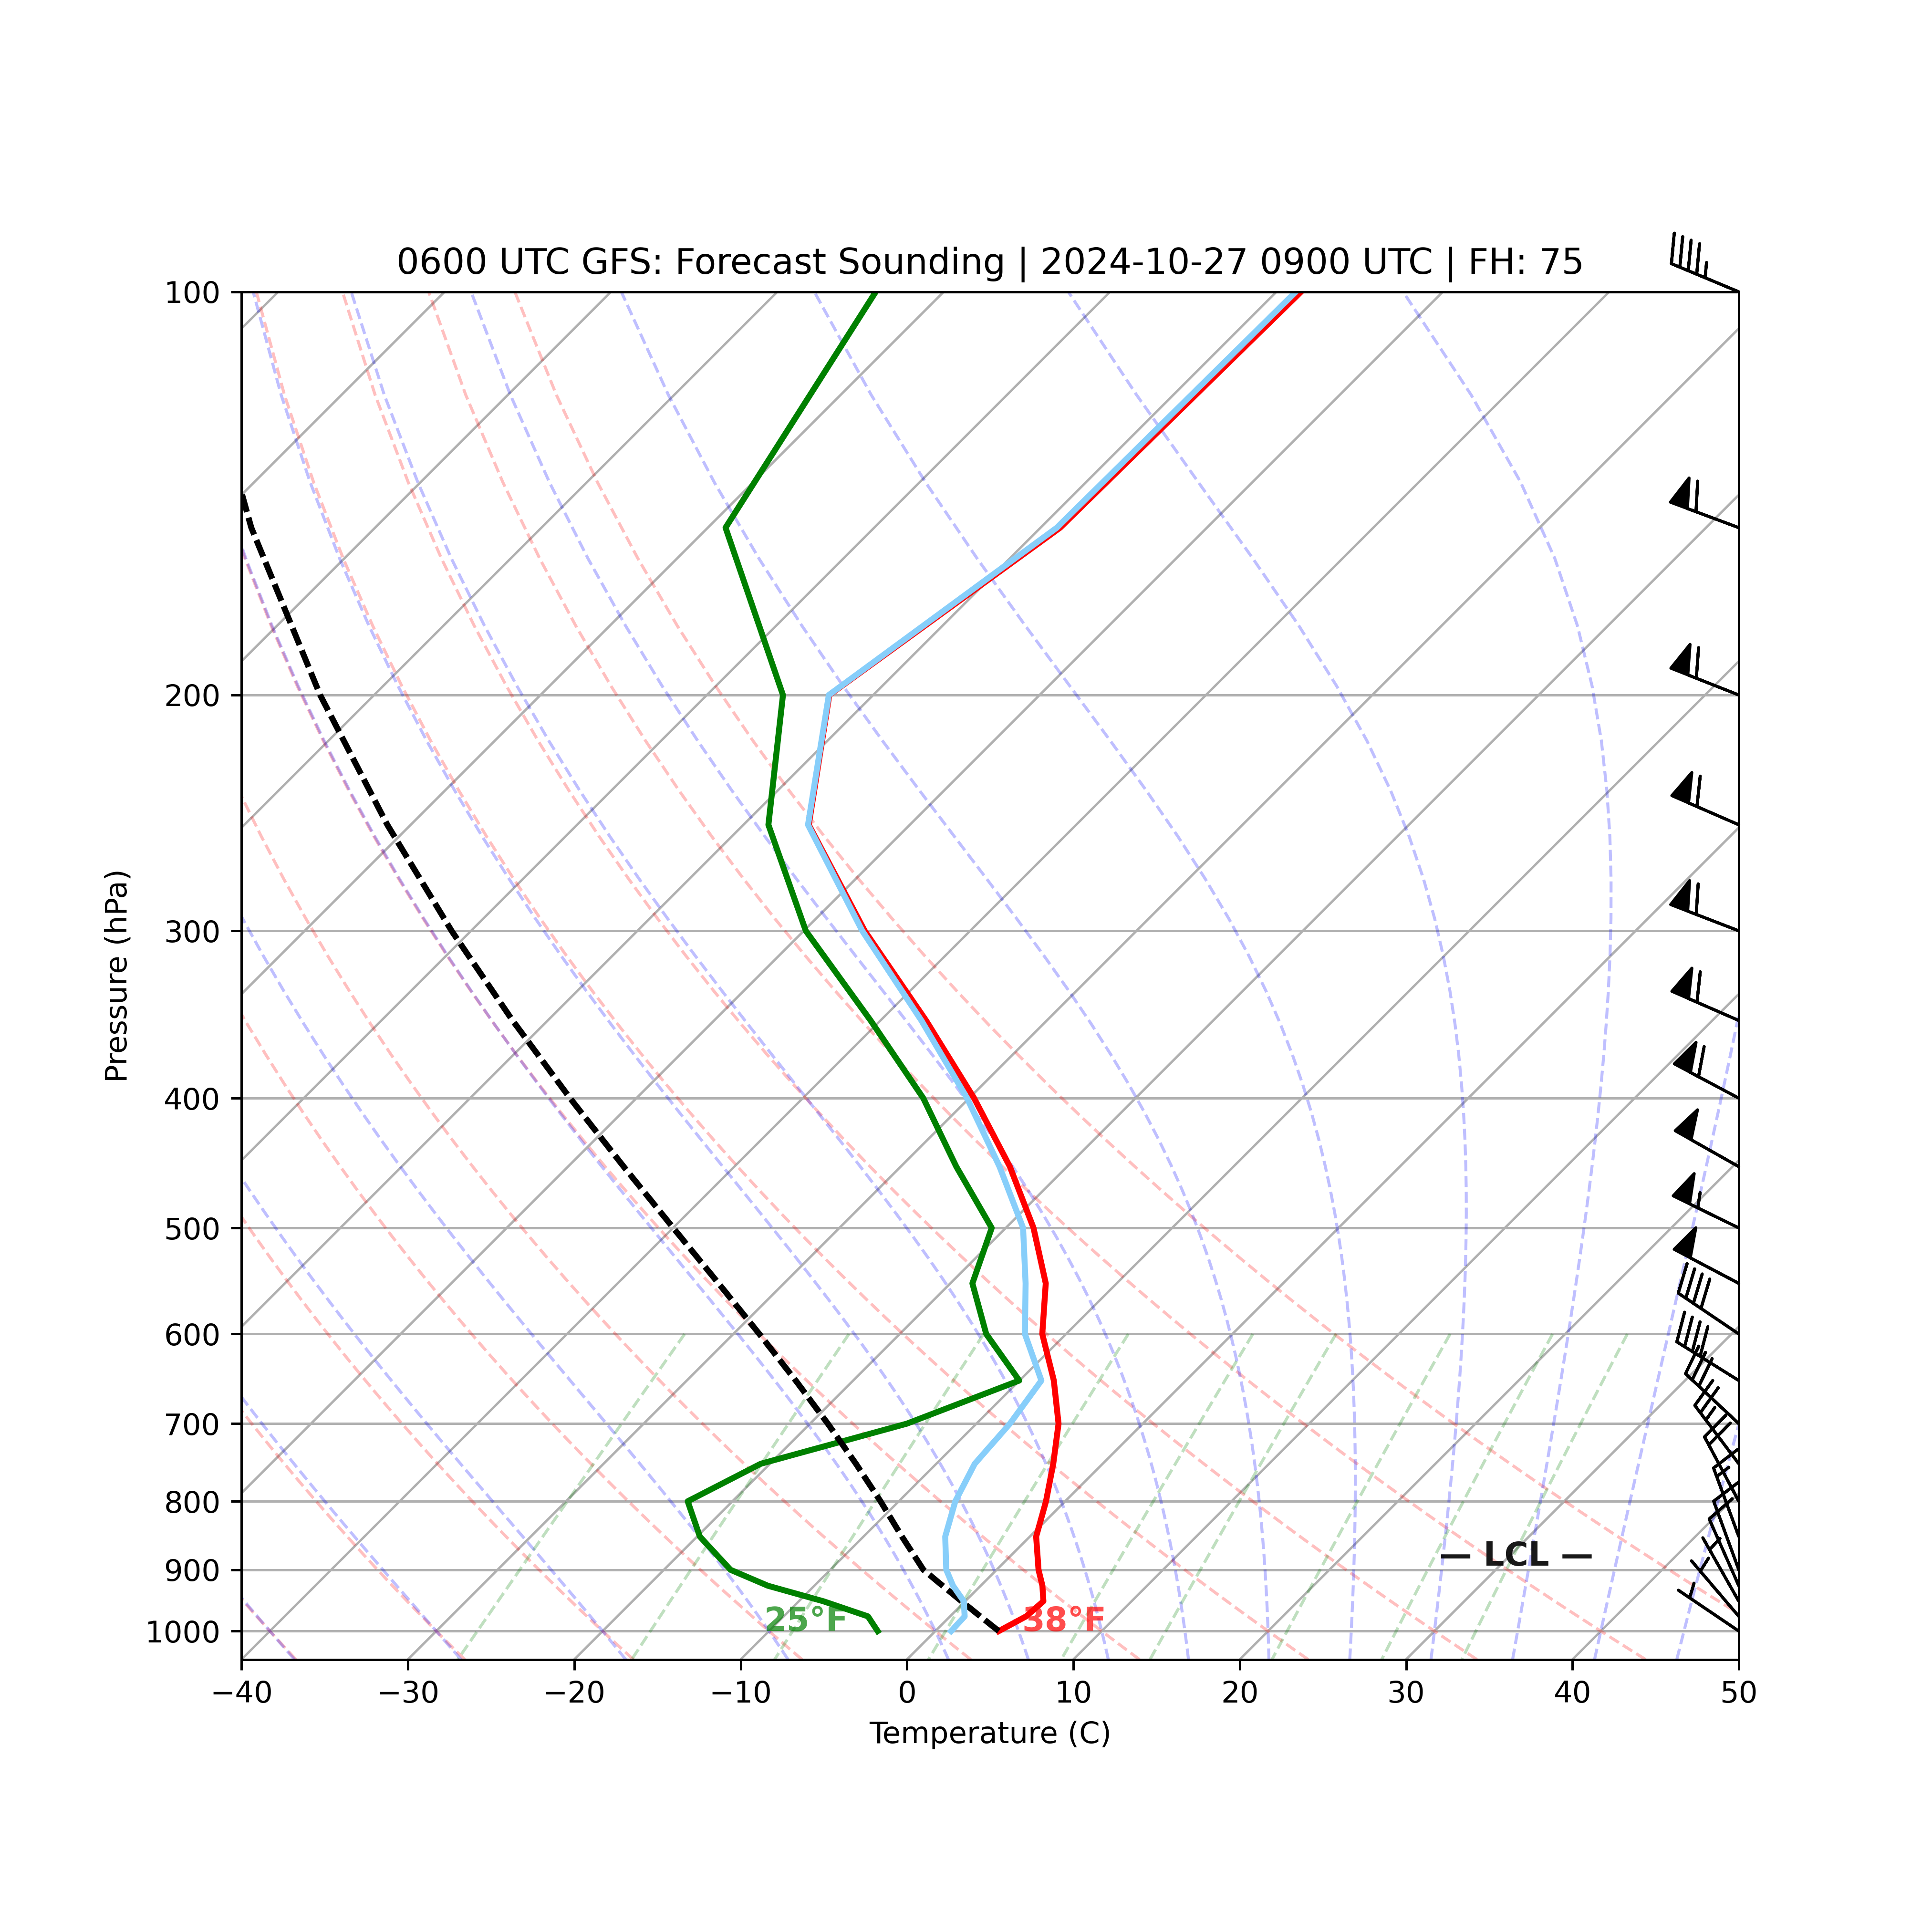 0600 UTC GFS: Forecast Sounding | 2024-10-27 0900 UTC | FH: 75
100
200
300
400
500
600
700
800
900
1000
Pressure (hPa)
— LCL —
25°F
38°F
−40 −30 −20 −10 0 10 20 30 40 50
Temperature (C)